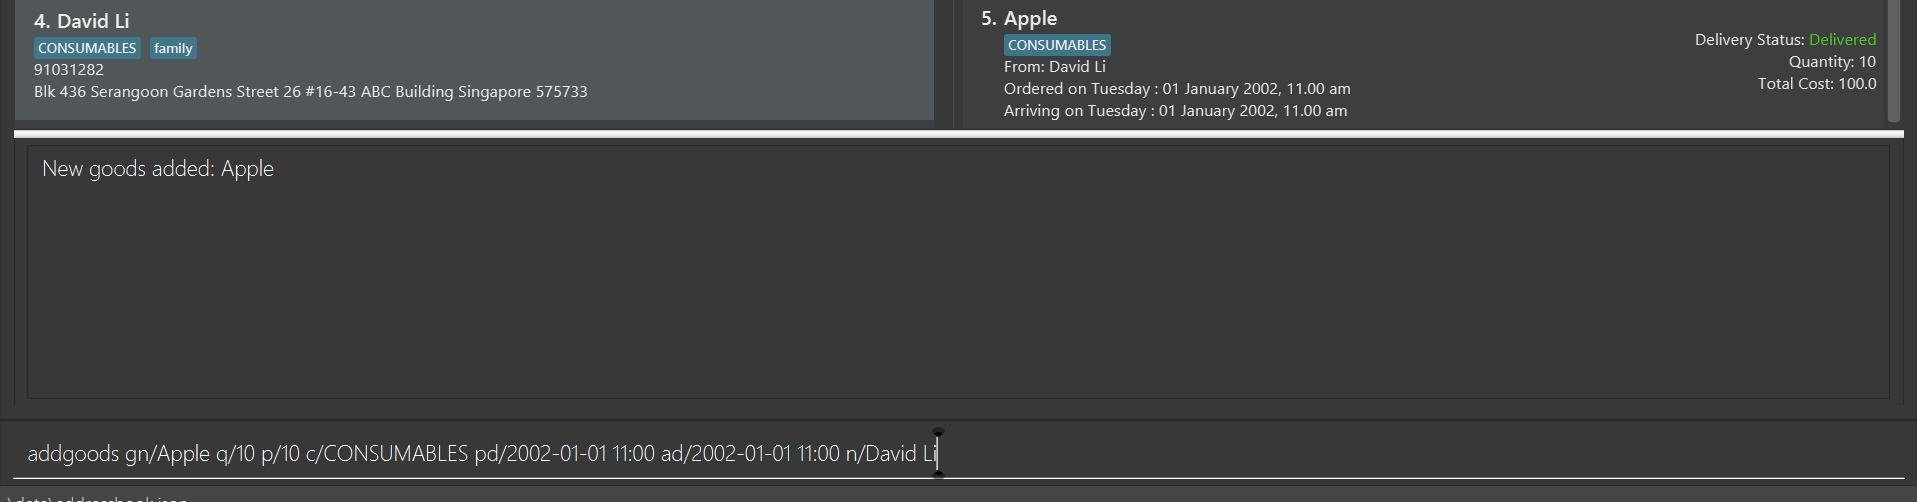 4. David Li
CONSUMABLES family
91031282
Blk 436 Serangoon Gardens Street 26 #16-43 ABC Building Singapore 575733
5. Apple
CONSUMABLES
From: David Li
Ordered on Tuesday : 01 January 2002, 11.00 am
Arriving on Tuesday : 01 January 2002, 11.00 am
Delivery Status: Delivered
Quantity: 10
Total Cost: 100.0
New goods added: Apple
addgoods gn/Apple q/10 p/10 c/CONSUMABLES pd/2002-01-01 11:00 ad/2002-01-01 11:00 n/David Li